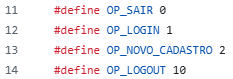 11 #define OP_SAIR 0
12 #define OP_LOGIN 1
13 #define OP_NOVO_CADASTRO 2
14 #define OP_LOGOUT 10